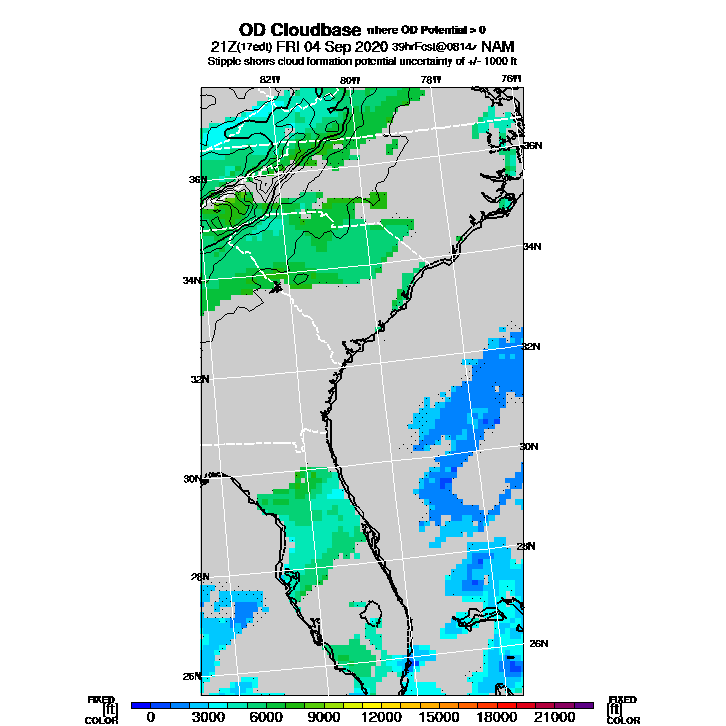 OD Cloudbase where OD Potential > 0
21Z(17edt) FRI 04 Sep 2020 39hrFcst@0814z NAM
Stipple shows cloud formation potential uncertainty of +/- 1000 ft
82W 80W 78W 76W
36N 36N
34N 34N
32N 32N
30N 30N
28N 28N
26N 26N
FIXED FIXED
[ft] 0 3000 6000 9000 12000 15000 18000 21000 [ft]
COLOR COLOR